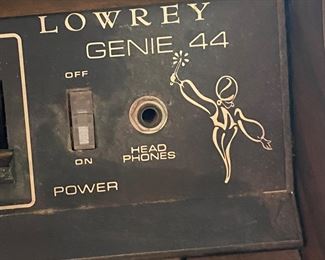 LOWREY
GENIE 44
OFF
ON
HEAD
PHONES
POWER